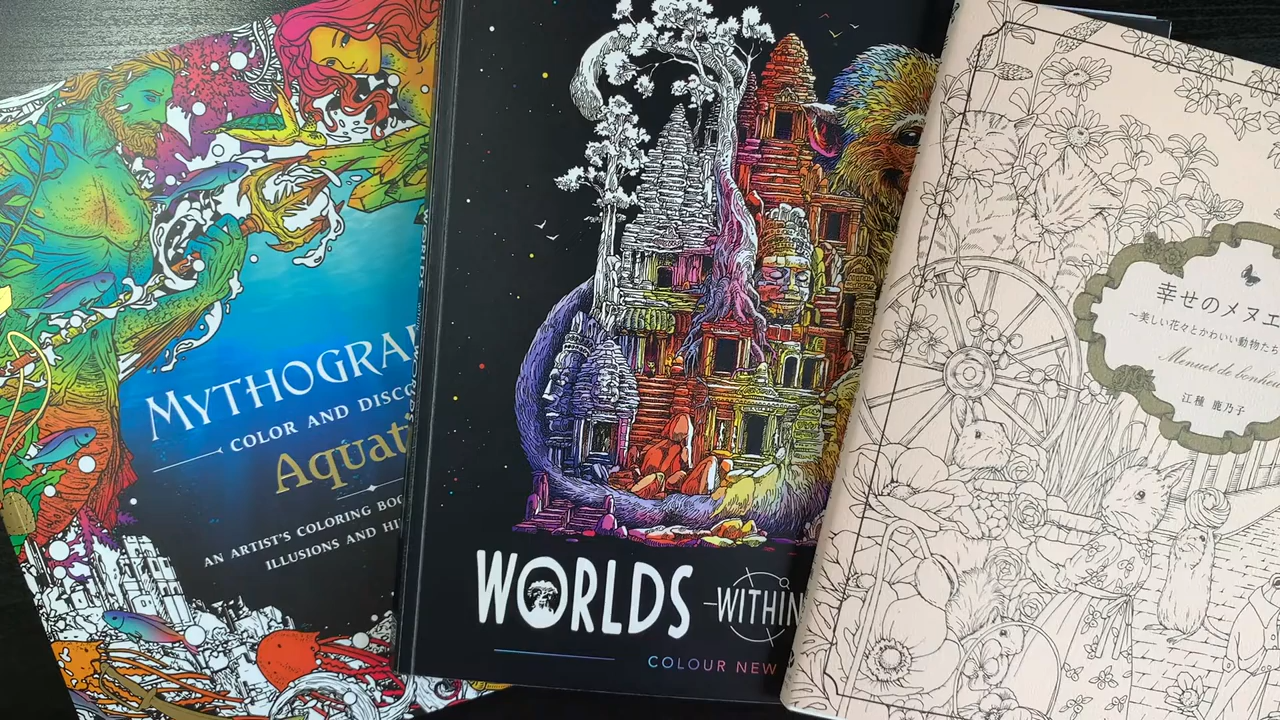 MYTHOGRA
COLOR AND DISCO
Aquati
AN ARTIST'S COLORING BOO
ILLUSIONS AND HI
WORLDS WITHIN
COLOUR NEW
幸せのメヌエ
～美しい花々とかわいい動物たち
Menuet de bonheu
江種 鹿乃子